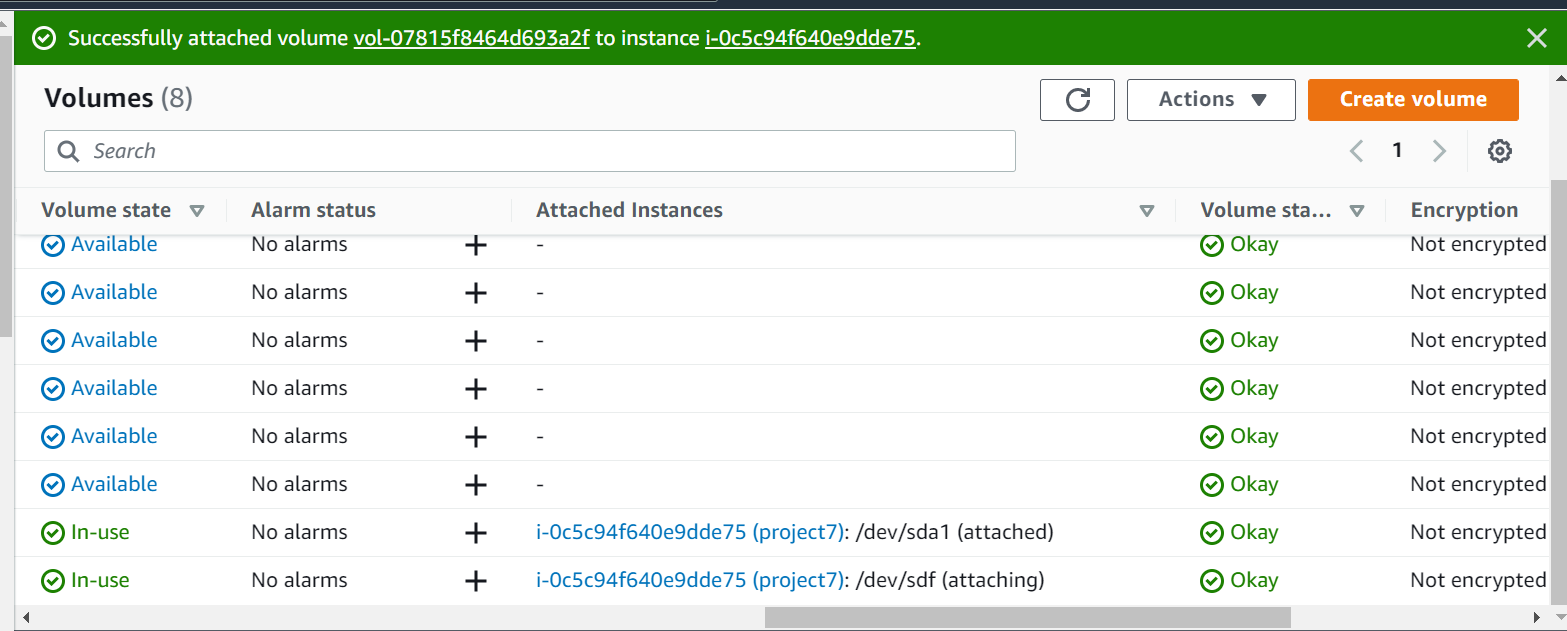 Successfully attached volume vol-07815f8464d693a2f to instance i-0c5c94f640e9dde75.
Volumes (8)
Actions
Create volume
Search
1
Volume state Alarm status Attached Instances Volume sta... Encryption
Available No alarms - Okay Not encrypted
Available No alarms - Okay Not encrypted
Available No alarms - Okay Not encrypted
Available No alarms - Okay Not encrypted
Available No alarms - Okay Not encrypted
Available No alarms - Okay Not encrypted
In-use No alarms i-0c5c94f640e9dde75 (project7): /dev/sda1 (attached) Okay Not encrypted
In-use No alarms i-0c5c94f640e9dde75 (project7): /dev/sdf (attaching) Okay Not encrypted